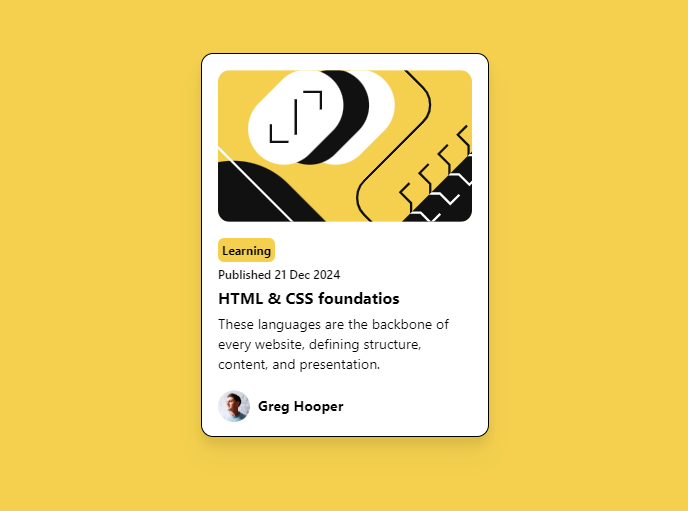 Learning
Published 21 Dec 2024
HTML & CSS foundatios
These languages are the backbone of
every website, defining structure,
content, and presentation.
Greg Hooper